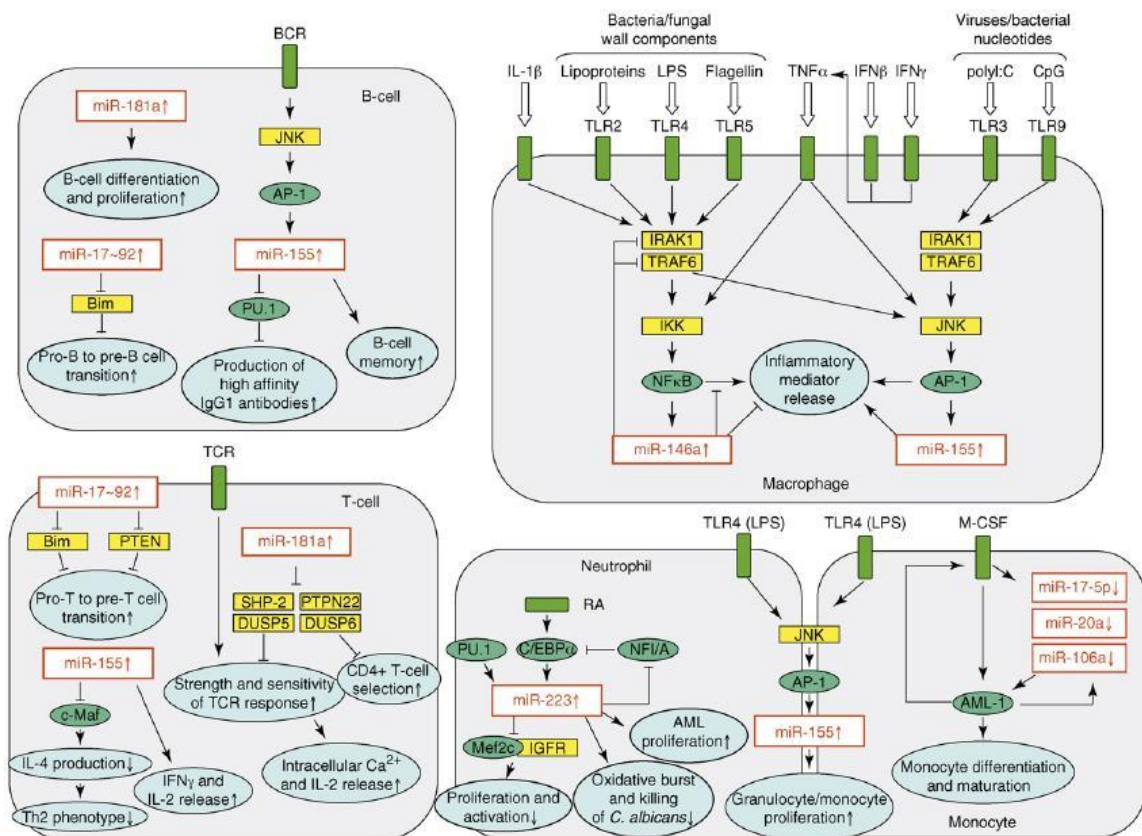 BCR
B-cell
miR-181a↑
JNK
B-cell differentiation
and proliferation↑
AP-1
miR-17~92↑
miR-155↑
Bim
PU.1
Pro-B to pre-B cell
transition↑
Production of
high affinity
IgG1 antibodies↑
B-cell
memory↑
Bacteria/fungal
wall components
Viruses/bacterial
nucleotides
IL-1β
Lipoproteins
LPS
Flagellin
TNFα
IFNβ
IFNγ
polyI:C
CpG
TLR2
TLR4
TLR5
TLR3
TLR9
IRAK1
TRAF6
IRAK1
TRAF6
IKK
JNK
NFκB
Inflammatory
mediator
release
AP-1
miR-146a↑
miR-155↑
Macrophage
TCR
T-cell
miR-17~92↑
miR-181a↑
Bim
PTEN
Pro-T to pre-T cell
transition↑
SHP-2
PTPN22
DUSP5
DUSP6
miR-155↑
Strength and sensitivity
of TCR response↑
CD4+ T-cell
selection↑
c-Maf
IL-4 production↓
Th2 phenotype↓
IFNγ and
IL-2 release↑
Intracellular Ca2+
and IL-2 release↑
TLR4 (LPS)
TLR4 (LPS)
M-CSF
Neutrophil
RA
PU.1
C/EBPα
NFI/A
miR-223↑
Mef2c
IGFR
AML
proliferation↑
Proliferation and
activation↓
Oxidative burst
and killing
of C. albicans↓
JNK
AP-1
miR-155↑
Granulocyte/monocyte
proliferation↑
miR-17-5p↓
miR-20a↓
miR-106a↓
AML-1
Monocyte differentiation
and maturation
Monocyte